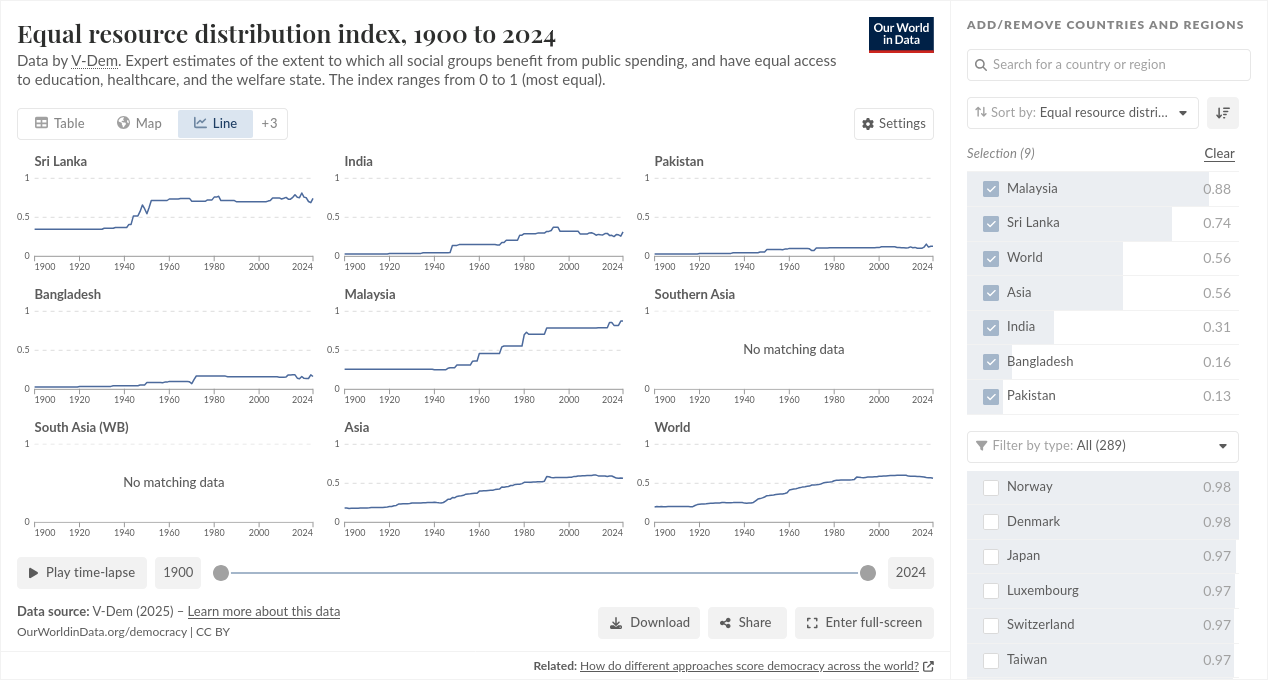 Equal resource distribution index, 1900 to 2024
Our World
in Data
Data by V-Dem. Expert estimates of the extent to which all social groups benefit from public spending, and have equal access
to education, healthcare, and the welfare state. The index ranges from 0 to 1 (most equal).
Table
Map
Line
+3
Settings
Sri Lanka
1
0.5
0
1900 1920 1940 1960 1980 2000 2024
India
1
0.5
0
1900 1920 1940 1960 1980 2000 2024
Pakistan
1
0.5
0
1900 1920 1940 1960 1980 2000 2024
Bangladesh
1
0.5
0
1900 1920 1940 1960 1980 2000 2024
Malaysia
1
0.5
0
1900 1920 1940 1960 1980 2000 2024
Southern Asia
1
No matching data
0
1900 1920 1940 1960 1980 2000 2024
South Asia (WB)
1
No matching data
0
1900 1920 1940 1960 1980 2000 2024
Asia
1
0.5
0
1900 1920 1940 1960 1980 2000 2024
World
1
0.5
0
1900 1920 1940 1960 1980 2000 2024
Play time-lapse
1900
2024
Data source: V-Dem (2025) – Learn more about this data
OurWorldinData.org/democracy | CC BY
Download
Share
Enter full-screen
Related: How do different approaches score democracy across the world?
ADD/REMOVE COUNTRIES AND REGIONS
Search for a country or region
Sort by: Equal resource distri...
Selection (9)
Clear
Malaysia 0.88
Sri Lanka 0.74
World 0.56
Asia 0.56
India 0.31
Bangladesh 0.16
Pakistan 0.13
Filter by type: All (289)
Norway 0.98
Denmark 0.98
Japan 0.97
Luxembourg 0.97
Switzerland 0.97
Taiwan 0.97